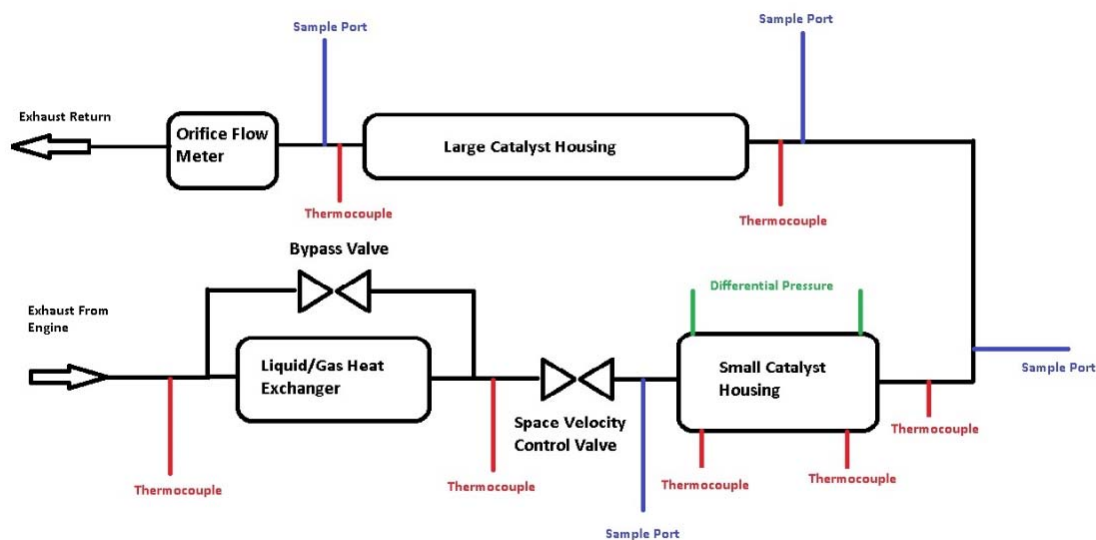 Sample Port
Sample Port
Exhaust Return
Orifice Flow
Meter
Large Catalyst Housing
Thermocouple
Thermocouple
Bypass Valve
Differential Pressure
Exhaust From
Engine
Liquid/Gas Heat
Exchanger
Small Catalyst
Housing
Sample Port
Space Velocity
Control Valve
Thermocouple
Thermocouple
Thermocouple
Thermocouple
Thermocouple
Sample Port